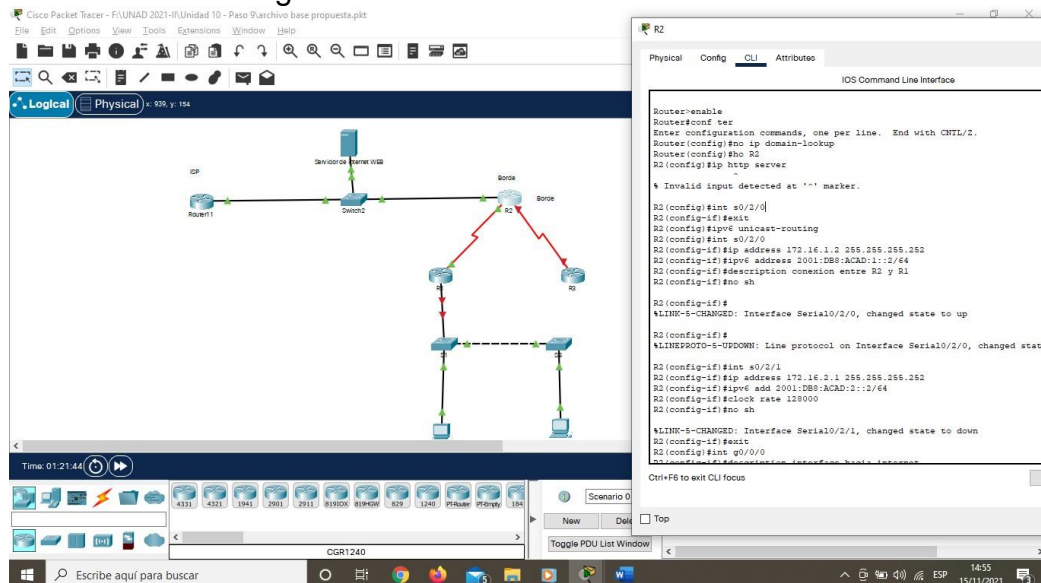 Cisco Packet Tracer - F:\UNAD 2021-II\Unidad 10 - Paso 9\archivo base propuesta.pkt
File Edit Options View Tools Extensions Window Help
Logical Physical x: 939, y: 154
ISP
Router11
Servior de Internet WEB
Switch2
Borde
R2
Borde
R1
R3
S1
S3
Time: 01:21:44
4331 4321 1941 2901 2911 819IOX 819HGW 829 1240 PT-Router PT-Empty 184
CGR1240
Scenario 0
New Dele
Toggle PDU List Window
R2
Physical Config CLI Attributes
IOS Command Line Interface
Router>enable
Router#conf ter
Enter configuration commands, one per line. End with CNTL/Z.
Router(config)#no ip domain-lookup
Router(config)#ho R2
R2(config)#ip http server
^
% Invalid input detected at '^' marker.
R2(config)#int s0/2/0
R2(config-if)#exit
R2(config)#ipv6 unicast-routing
R2(config)#int s0/2/0
R2(config-if)#ip address 172.16.1.2 255.255.255.252
R2(config-if)#ipv6 address 2001:DB8:ACAD:1::2/64
R2(config-if)#description conexion entre R2 y R1
R2(config-if)#no sh
R2(config-if)#
%LINK-5-CHANGED: Interface Serial0/2/0, changed state to up
R2(config-if)#
%LINEPROTO-5-UPDOWN: Line protocol on Interface Serial0/2/0, changed stat
R2(config-if)#int s0/2/1
R2(config-if)#ip address 172.16.2.1 255.255.255.252
R2(config-if)#ipv6 add 2001:DB8:ACAD:2::2/64
R2(config-if)#clock rate 128000
R2(config-if)#no sh
%LINK-5-CHANGED: Interface Serial0/2/1, changed state to down
R2(config-if)#exit
R2(config)#int g0/0/0
R2(config-if)#description interface hacia internet
Ctrl+F6 to exit CLI focus
Top
Escribe aquí para buscar
ESP
14:55
15/11/2021